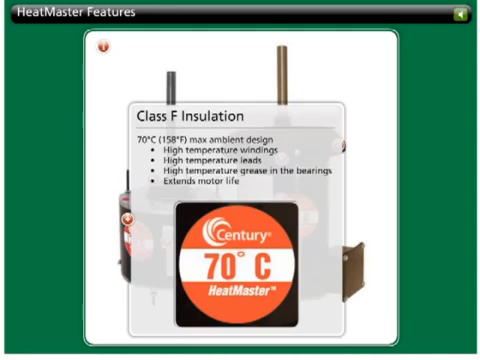 HeatMaster Features
Class F Insulation
70°C (158°F) max ambient design
• High temperature windings
• High temperature leads
• High temperature grease in the bearings
• Extends motor life
Century®
70° C
HeatMaster™